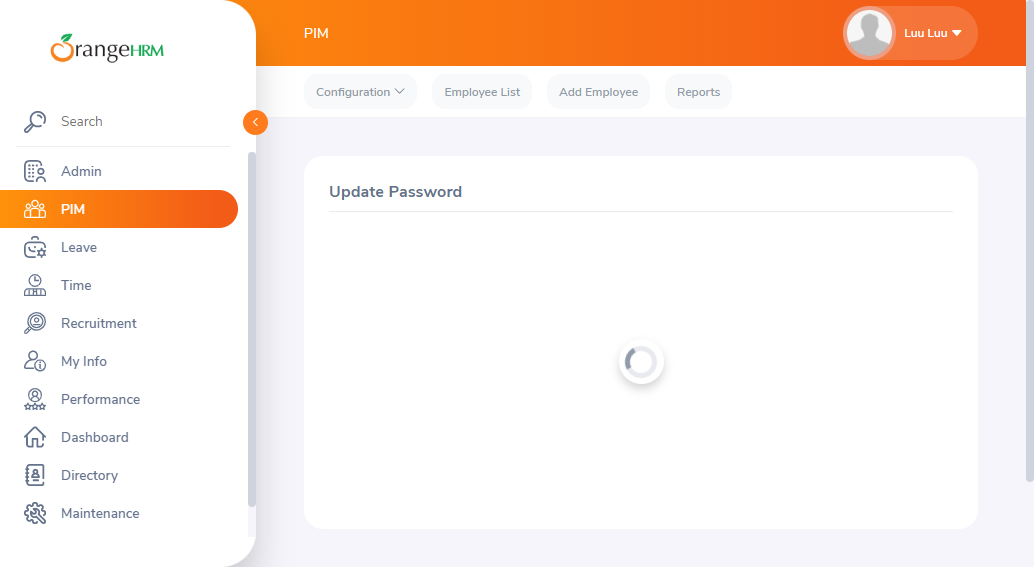 OrangeHRM
PIM
Luu Luu
Configuration
Employee List
Add Employee
Reports
Search
Admin
PIM
Leave
Time
Recruitment
My Info
Performance
Dashboard
Directory
Maintenance
Update Password